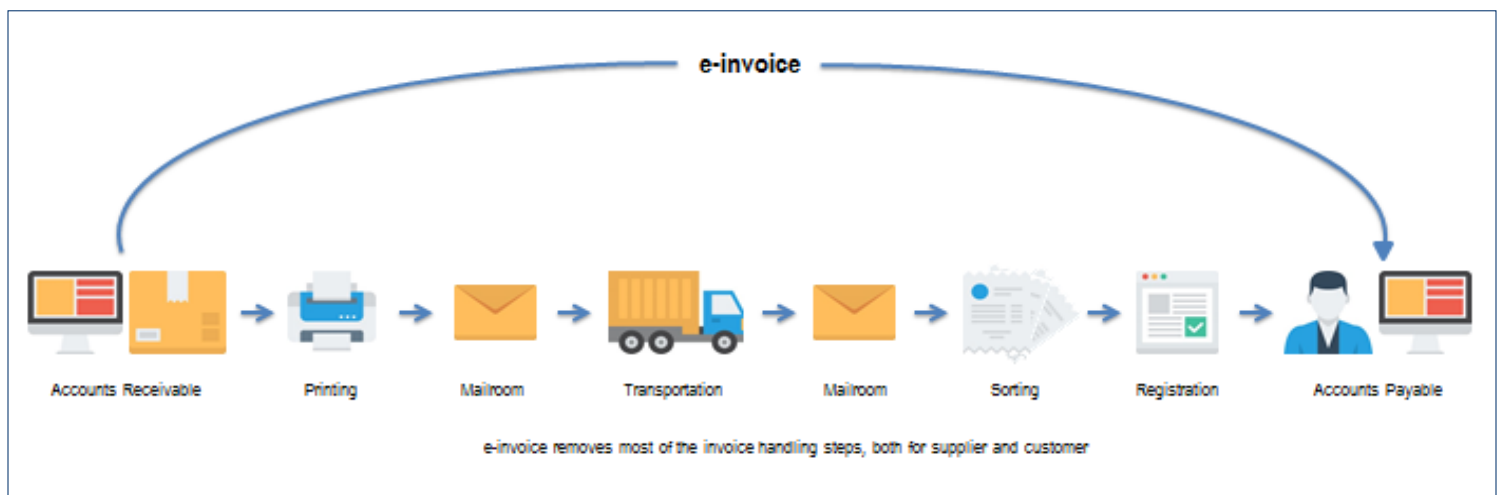 e-invoice
Accounts Receivable
Printing
Mailroom
Transportation
Mailroom
Sorting
Registration
Accounts Payable
e-invoice removes most of the invoice handling steps, both for supplier and customer